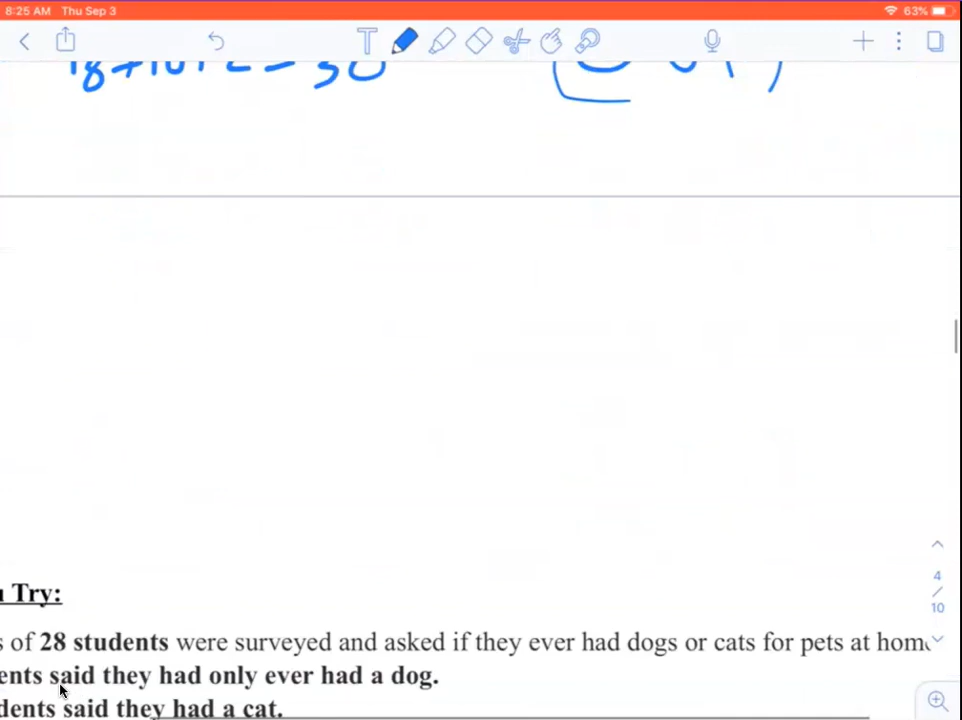 8:25 AM Thu Sep 3
63%
= 30
Try:
of 28 students were surveyed and asked if they ever had dogs or cats for pets at hom
said they had only ever had a dog.
said they had a cat.
4
/
10